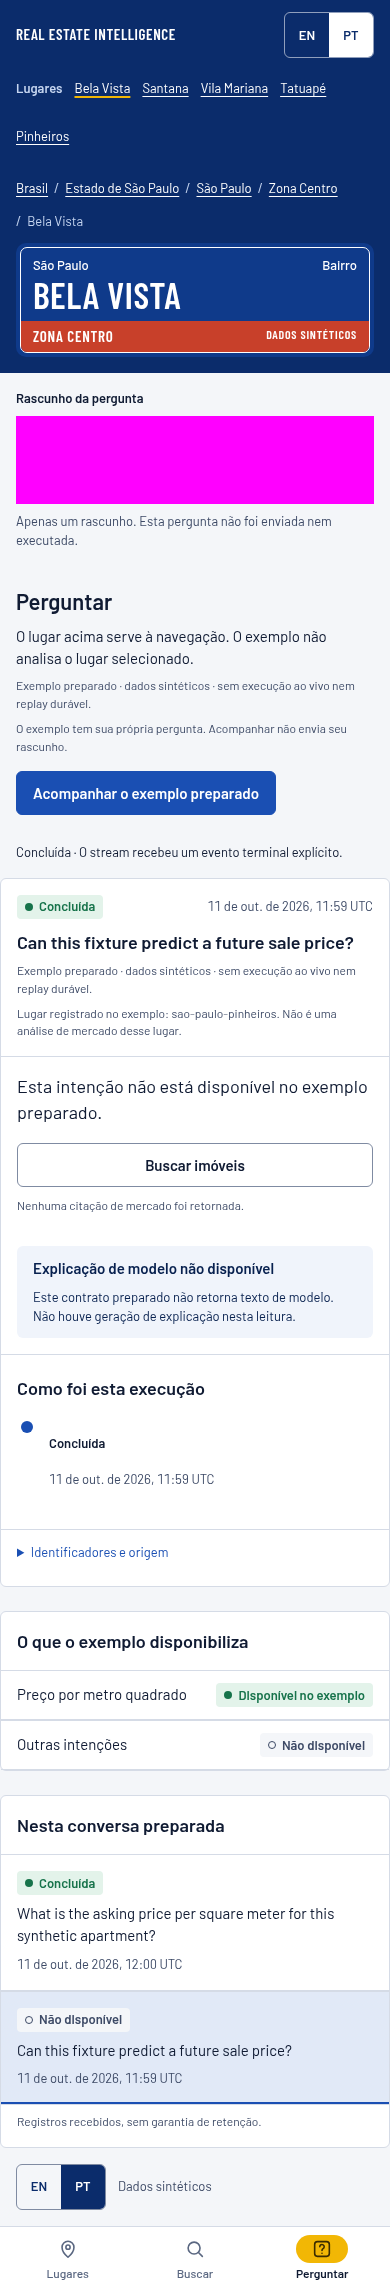 REAL ESTATE INTELLIGENCE
EN PT
Lugares Bela Vista Santana Vila Mariana Tatuapé
Pinheiros
Brasil / Estado de São Paulo / São Paulo / Zona Centro
/ Bela Vista
São Paulo Bairro
BELA VISTA
ZONA CENTRO DADOS SINTÉTICOS
Rascunho da pergunta
Apenas um rascunho. Esta pergunta não foi enviada nem
executada.
Perguntar
O lugar acima serve à navegação. O exemplo não
analisa o lugar selecionado.
Exemplo preparado · dados sintéticos · sem execução ao vivo nem
replay durável.
O exemplo tem sua própria pergunta. Acompanhar não envia seu
rascunho.
Acompanhar o exemplo preparado
Concluída · O stream recebeu um evento terminal explícito.
Concluída 11 de out. de 2026, 11:59 UTC
Can this fixture predict a future sale price?
Exemplo preparado · dados sintéticos · sem execução ao vivo nem
replay durável.
Lugar registrado no exemplo: sao-paulo-pinheiros. Não é uma
análise de mercado desse lugar.
Esta intenção não está disponível no exemplo
preparado.
Buscar imóveis
Nenhuma citação de mercado foi retornada.
Explicação de modelo não disponível
Este contrato preparado não retorna texto de modelo.
Não houve geração de explicação nesta leitura.
Como foi esta execução
Concluída
11 de out. de 2026, 11:59 UTC
Identificadores e origem
O que o exemplo disponibiliza
Preço por metro quadrado Disponível no exemplo
Outras intenções Não disponível
Nesta conversa preparada
Concluída
What is the asking price per square meter for this
synthetic apartment?
11 de out. de 2026, 12:00 UTC
Não disponível
Can this fixture predict a future sale price?
11 de out. de 2026, 11:59 UTC
Registros recebidos, sem garantia de retenção.
EN PT Dados sintéticos
Lugares Buscar Perguntar